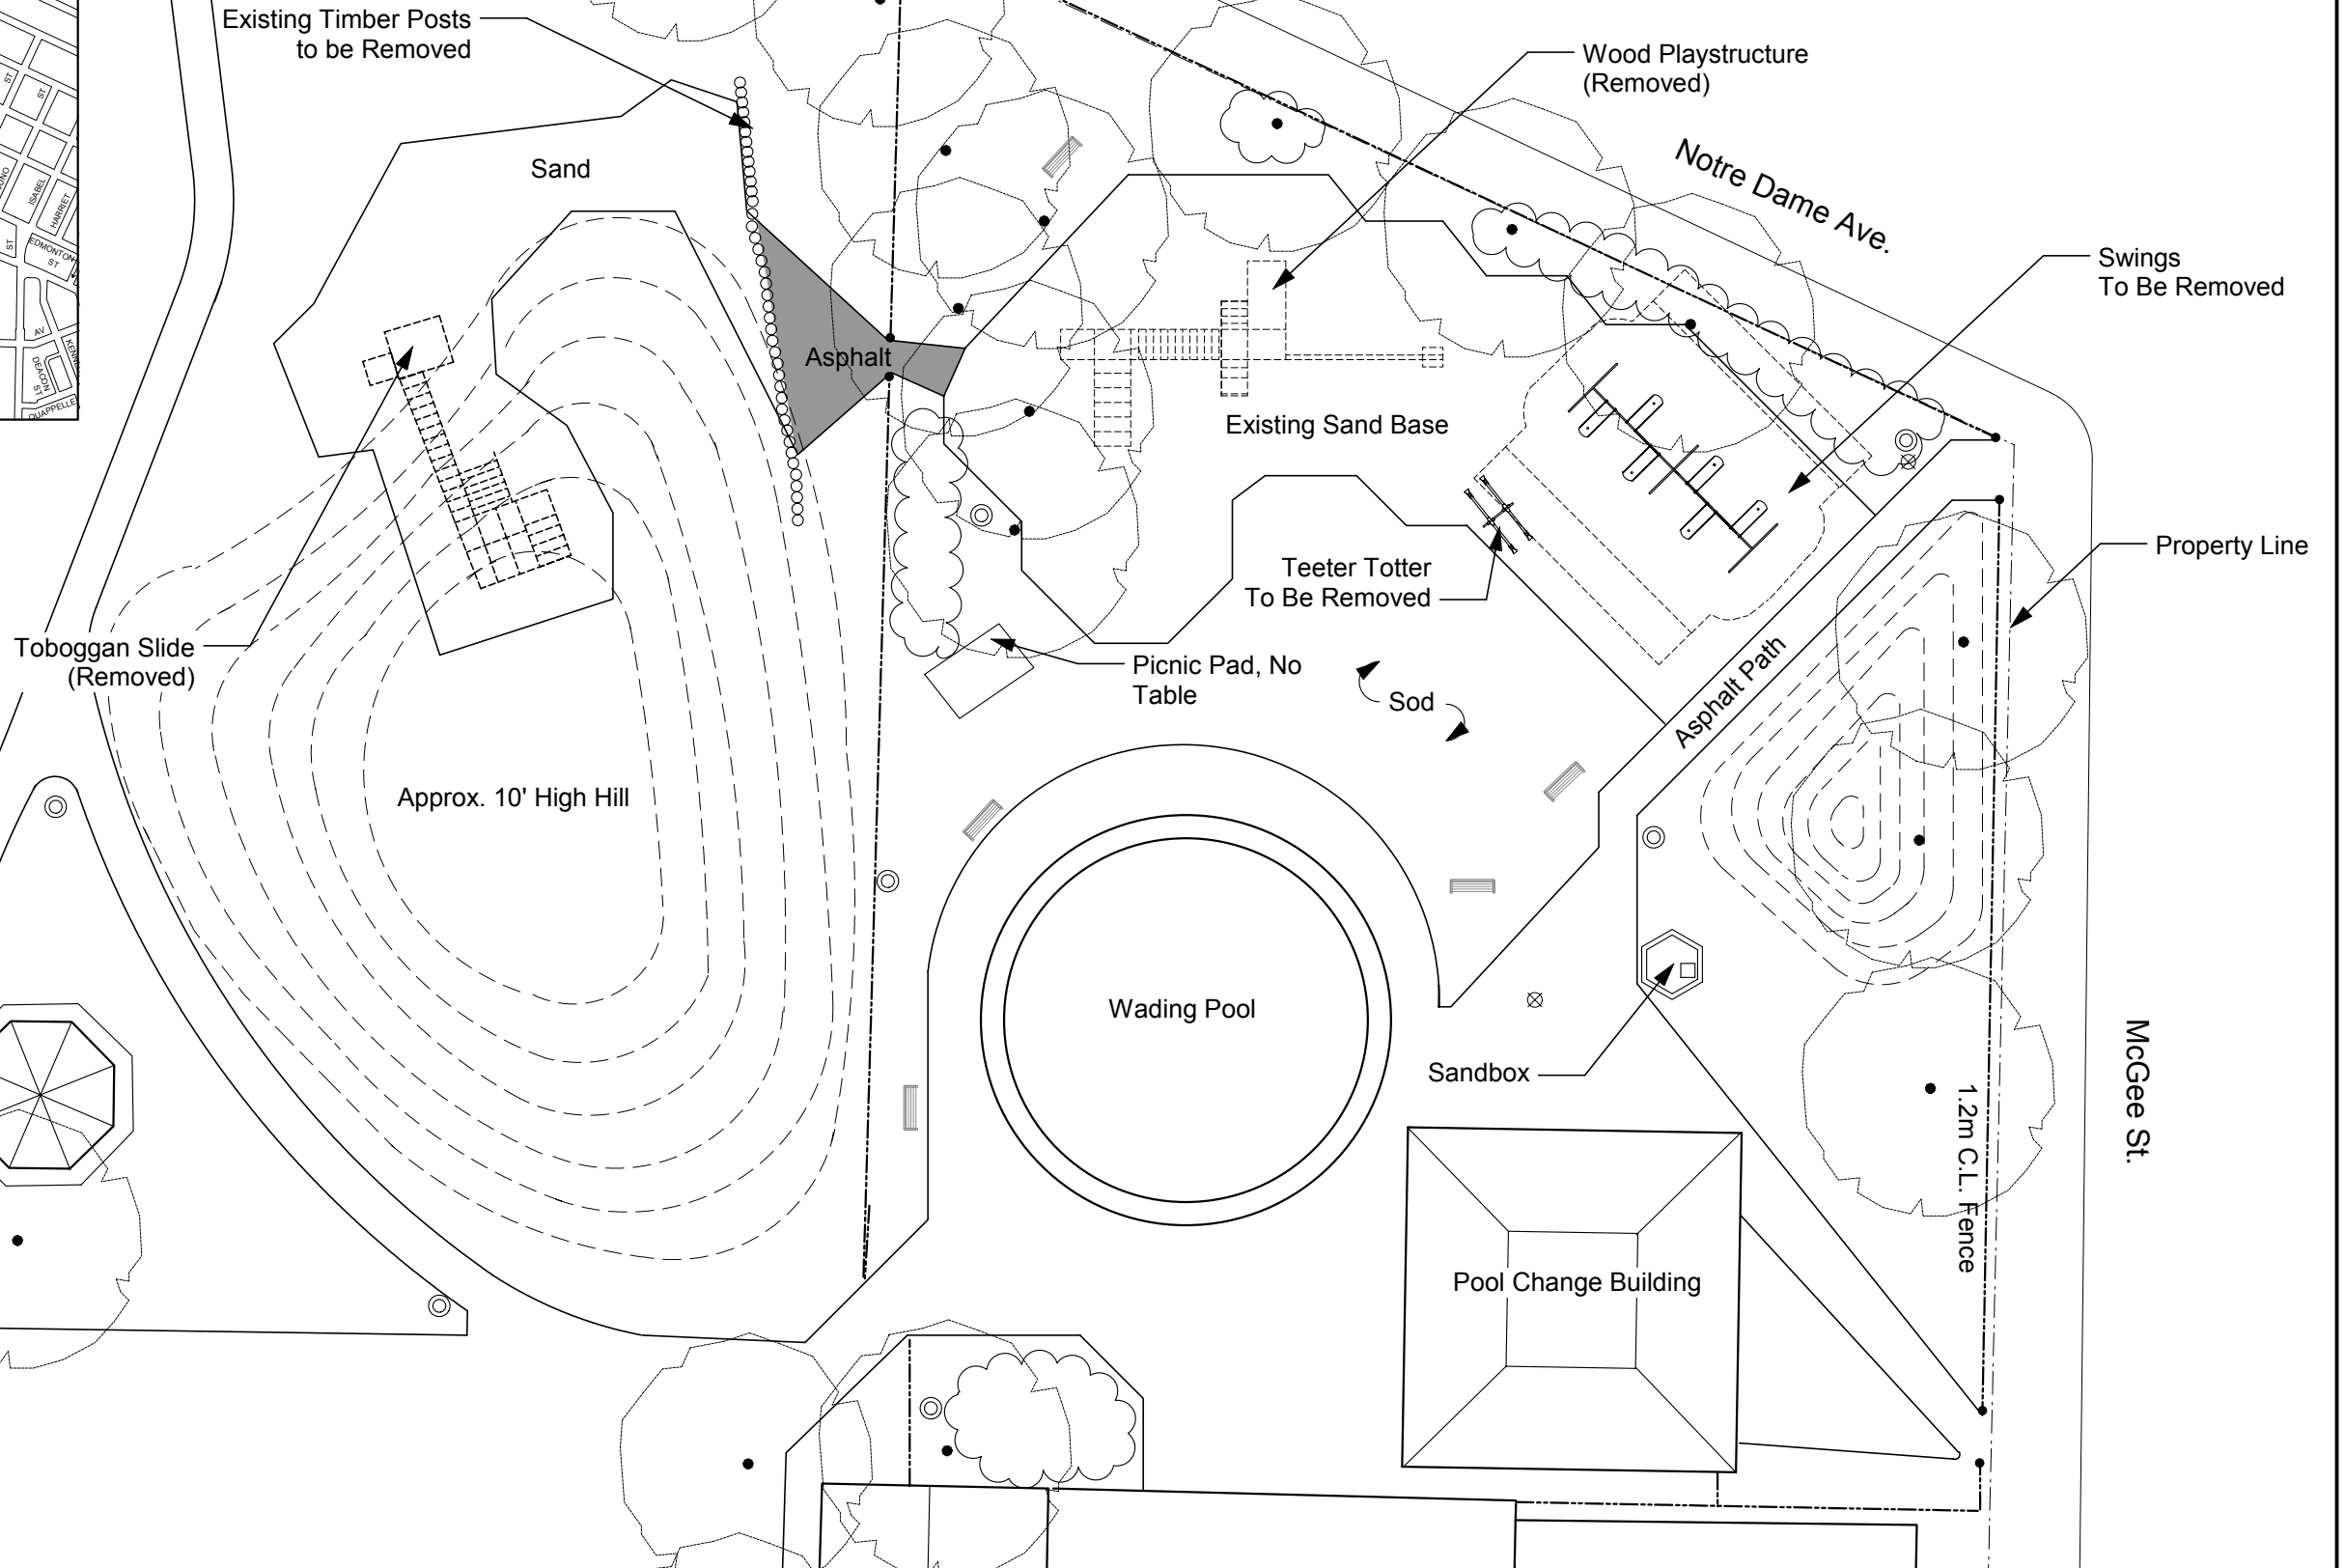 Existing Timber Posts
to be Removed
Wood Playstructure
(Removed)
Notre Dame Ave.
Sand
ST
ST
ISABEL
HARRIET
ST
EDMONTON
ST
AV
DEACON
ST
QUAPPELLE
Swings
To Be Removed
Asphalt
Existing Sand Base
Property Line
Teeter Totter
To Be Removed
Toboggan Slide
(Removed)
Picnic Pad, No
Table
Sod
Asphalt Path
Approx. 10' High Hill
Wading Pool
Sandbox
McGee St.
1.2m C.L. Fence
Pool Change Building